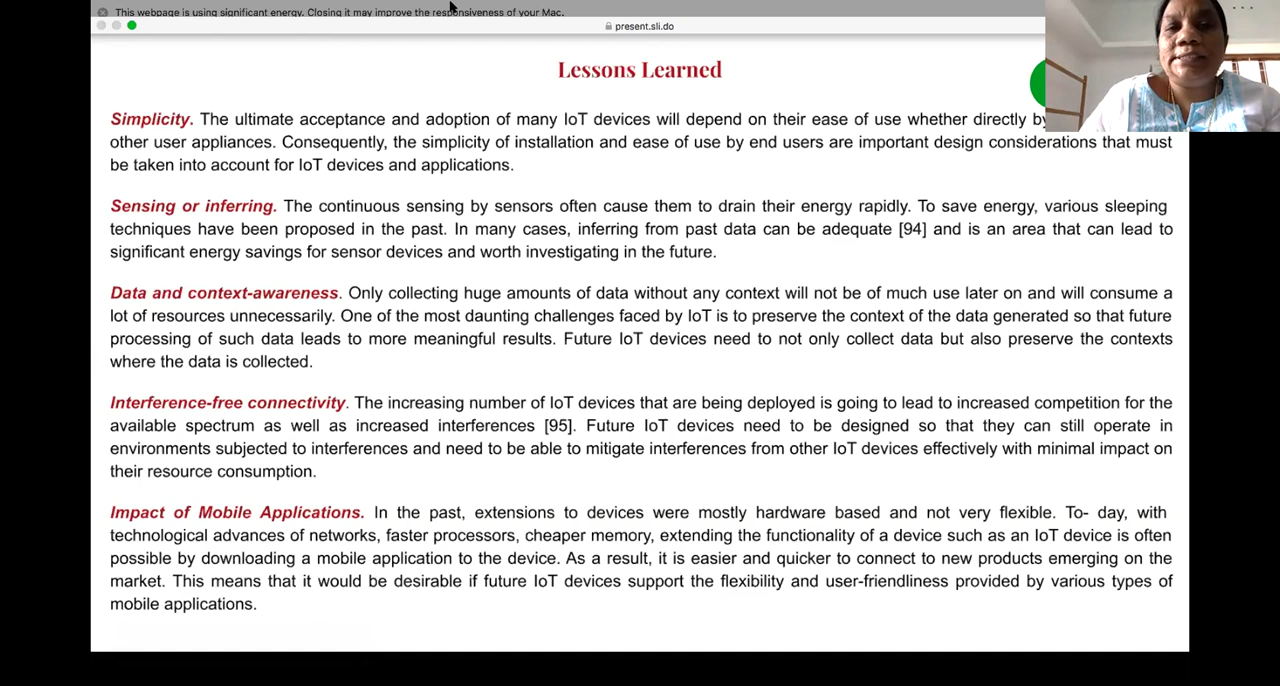 This webpage is using significant energy. Closing it may improve the responsiveness of your Mac.
present.sli.do
Lessons Learned
Simplicity. The ultimate acceptance and adoption of many IoT devices will depend on their ease of use whether directly by
other user appliances. Consequently, the simplicity of installation and ease of use by end users are important design considerations that must
be taken into account for IoT devices and applications.
Sensing or inferring. The continuous sensing by sensors often cause them to drain their energy rapidly. To save energy, various sleeping
techniques have been proposed in the past. In many cases, inferring from past data can be adequate [94] and is an area that can lead to
significant energy savings for sensor devices and worth investigating in the future.
Data and context-awareness. Only collecting huge amounts of data without any context will not be of much use later on and will consume a
lot of resources unnecessarily. One of the most daunting challenges faced by IoT is to preserve the context of the data generated so that future
processing of such data leads to more meaningful results. Future IoT devices need to not only collect data but also preserve the contexts
where the data is collected.
Interference-free connectivity. The increasing number of IoT devices that are being deployed is going to lead to increased competition for the
available spectrum as well as increased interferences [95]. Future IoT devices need to be designed so that they can still operate in
environments subjected to interferences and need to be able to mitigate interferences from other IoT devices effectively with minimal impact on
their resource consumption.
Impact of Mobile Applications. In the past, extensions to devices were mostly hardware based and not very flexible. To- day, with
technological advances of networks, faster processors, cheaper memory, extending the functionality of a device such as an IoT device is often
possible by downloading a mobile application to the device. As a result, it is easier and quicker to connect to new products emerging on the
market. This means that it would be desirable if future IoT devices support the flexibility and user-friendliness provided by various types of
mobile applications.